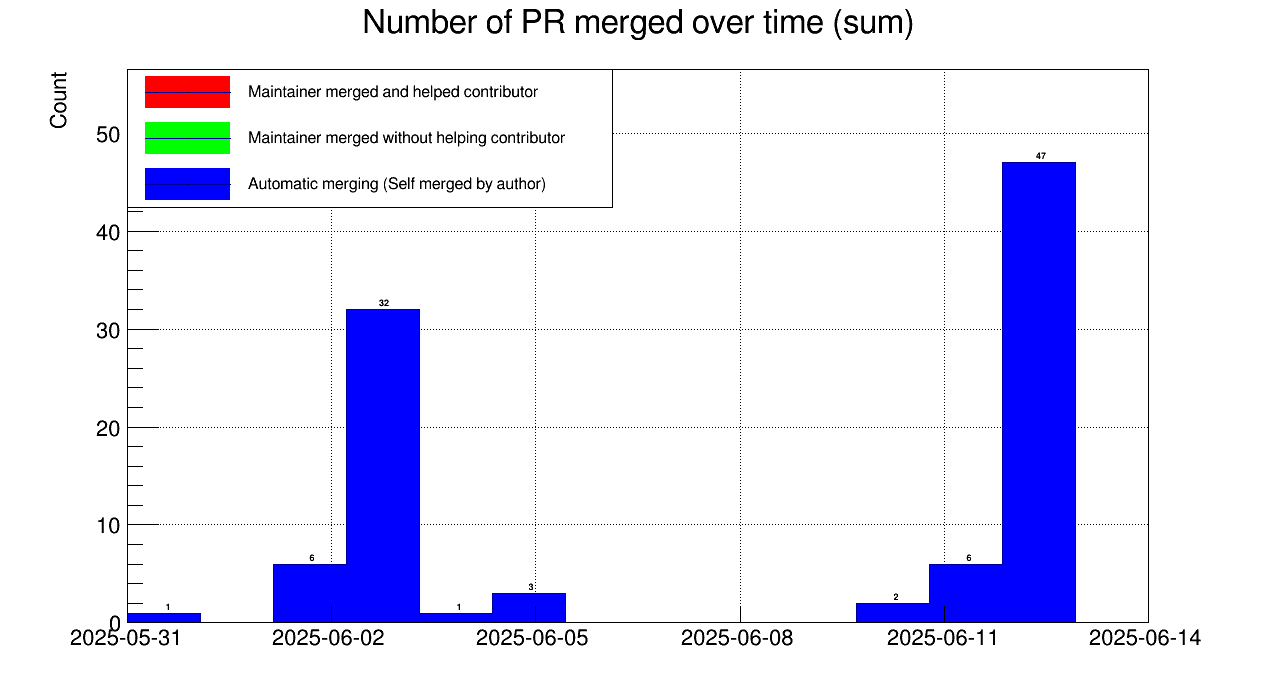 Number of PR merged over time (sum)
Count
Maintainer merged and helped contributor
Maintainer merged without helping contributor
Automatic merging (Self merged by author)
50
40
30
20
10
0
47
32
6
1
1
3
2
6
2025-05-31 2025-06-02 2025-06-05 2025-06-08 2025-06-11 2025-06-14